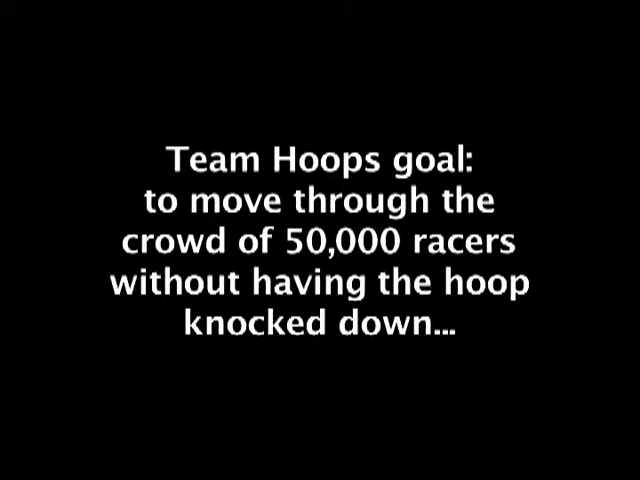 Team Hoops goal:
to move through the
crowd of 50,000 racers
without having the hoop
knocked down...